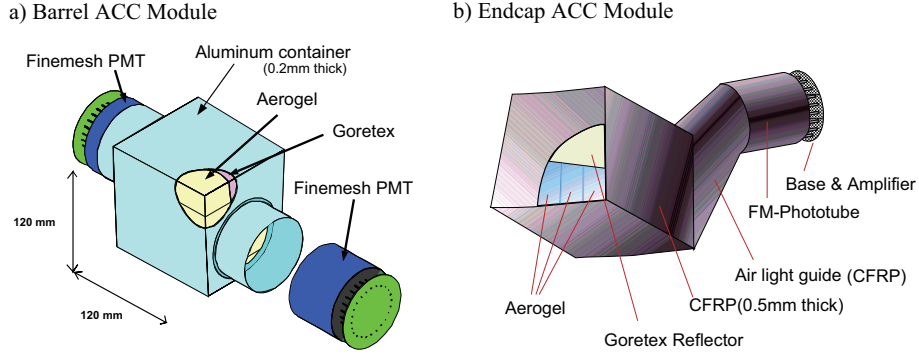 a) Barrel ACC Module
Finemesh PMT
Aluminum container
(0.2mm thick)
Aerogel
Goretex
Finemesh PMT
120 mm
120 mm
b) Endcap ACC Module
Base & Amplifier
FM-Phototube
Air light guide (CFRP)
Aerogel
CFRP(0.5mm thick)
Goretex Reflector